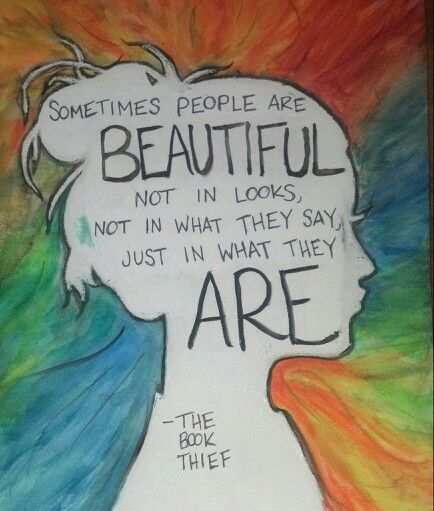 SOMETIMES PEOPLE ARE
BEAUTIFUL
NOT IN LOOKS,
NOT IN WHAT THEY SAY,
JUST IN WHAT THEY
ARE
-THE
BOOK
THIEF